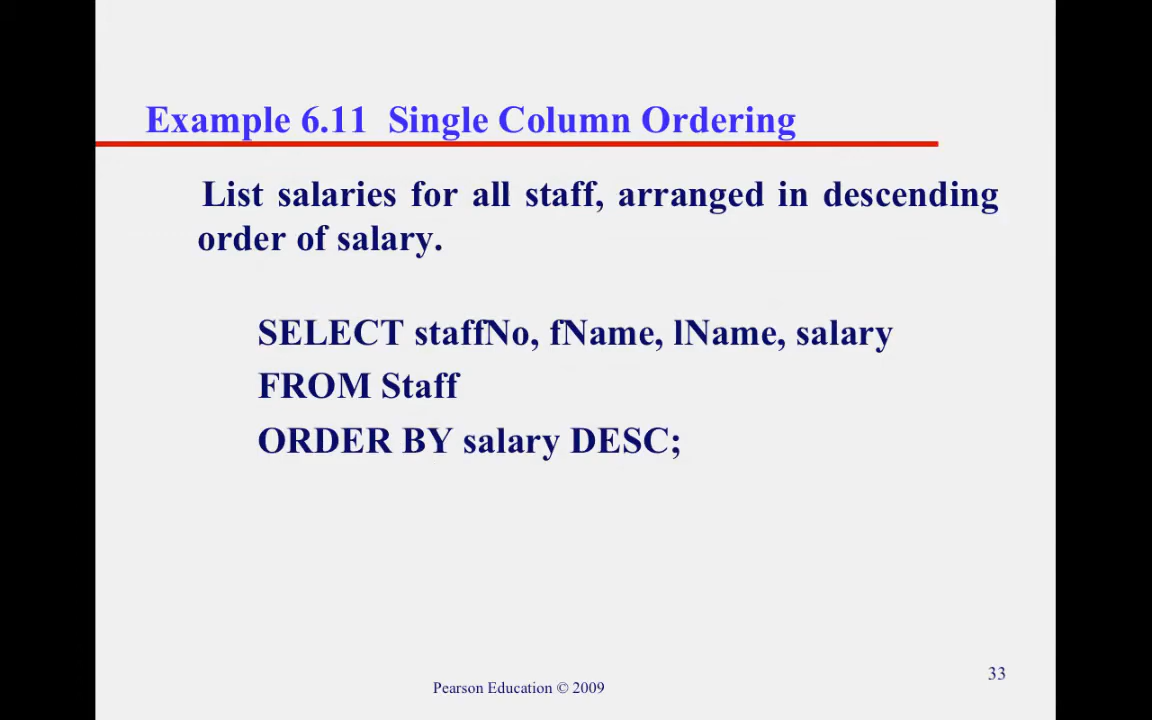 Example 6.11  Single Column Ordering
List salaries for all staff, arranged in descending
order of salary.
SELECT staffNo, fName, lName, salary
FROM Staff
ORDER BY salary DESC;
33
Pearson Education © 2009